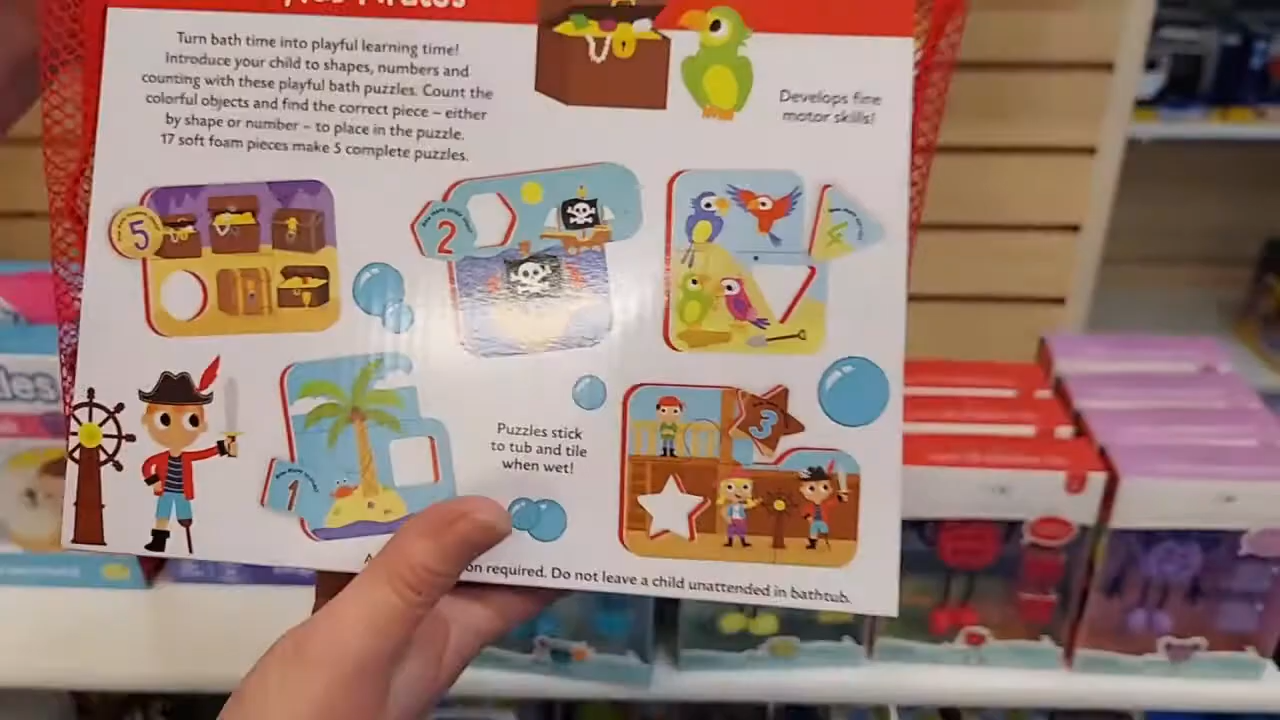 Pirates
Turn bath time into playful learning time!
Introduce your child to shapes, numbers and
counting with these playful bath puzzles. Count the
colorful objects and find the correct piece – either
by shape or number – to place in the puzzle.
17 soft foam pieces make 5 complete puzzles.
Develops fine
motor skills!
5
2
4
1
3
Puzzles stick
to tub and tile
when wet!
on required. Do not leave a child unattended in bathtub.
les